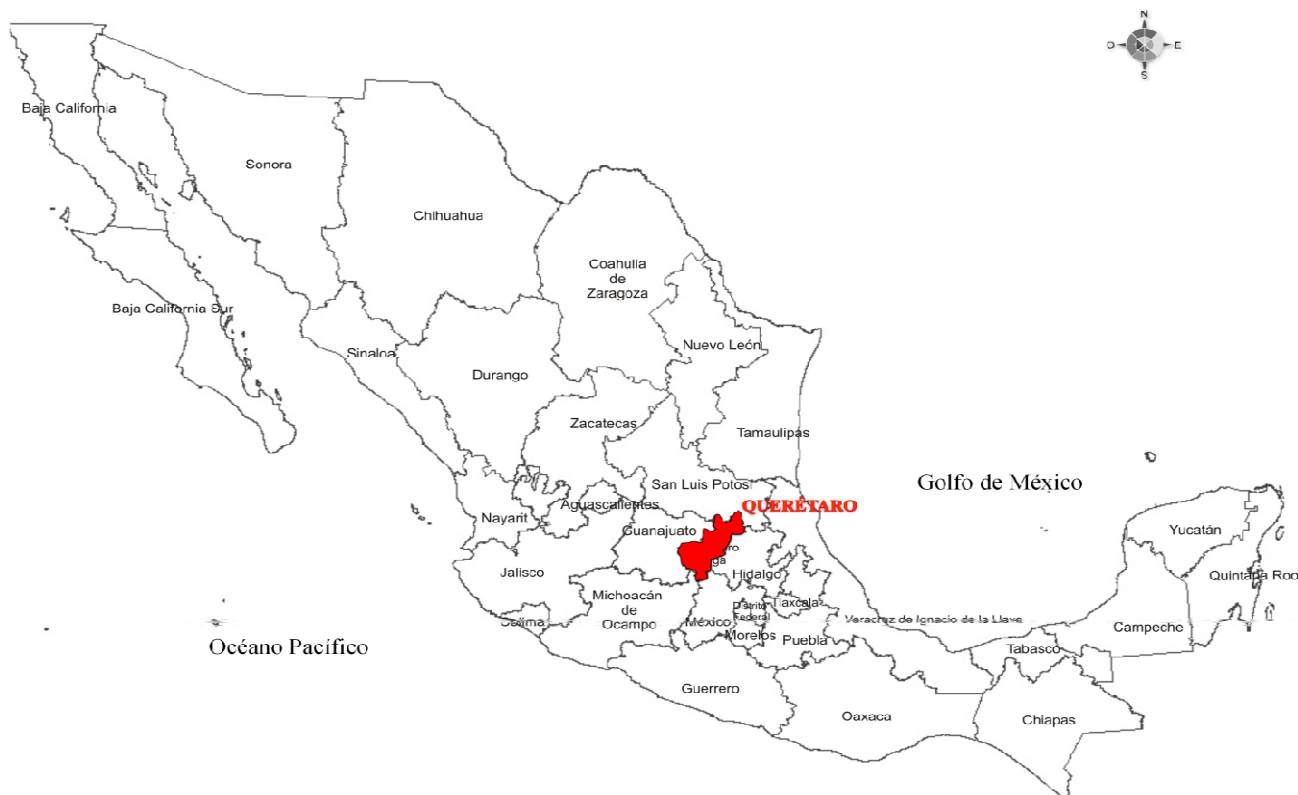 N
O
E
S
Baja California
Sonora
Chihuahua
Coahuila
de
Zaragoza
Baja California Sur
Nuevo León
Sinaloa
Durango
Zacatecas
Tamaulipas
San Luis Potosí
Golfo de México
Aguascalientes
QUERÉTARO
Nayarit
Guanajuato
Yucatán
Jalisco
Hidalgo
Quintana Roo
Michoacán
de
Ocampo
Distrito
Federal
Tlaxcala
Colima
México
Veracruz de Ignacio de la Llave
Campeche
Morelos
Puebla
Océano Pacífico
Tabasco
Guerrero
Oaxaca
Chiapas